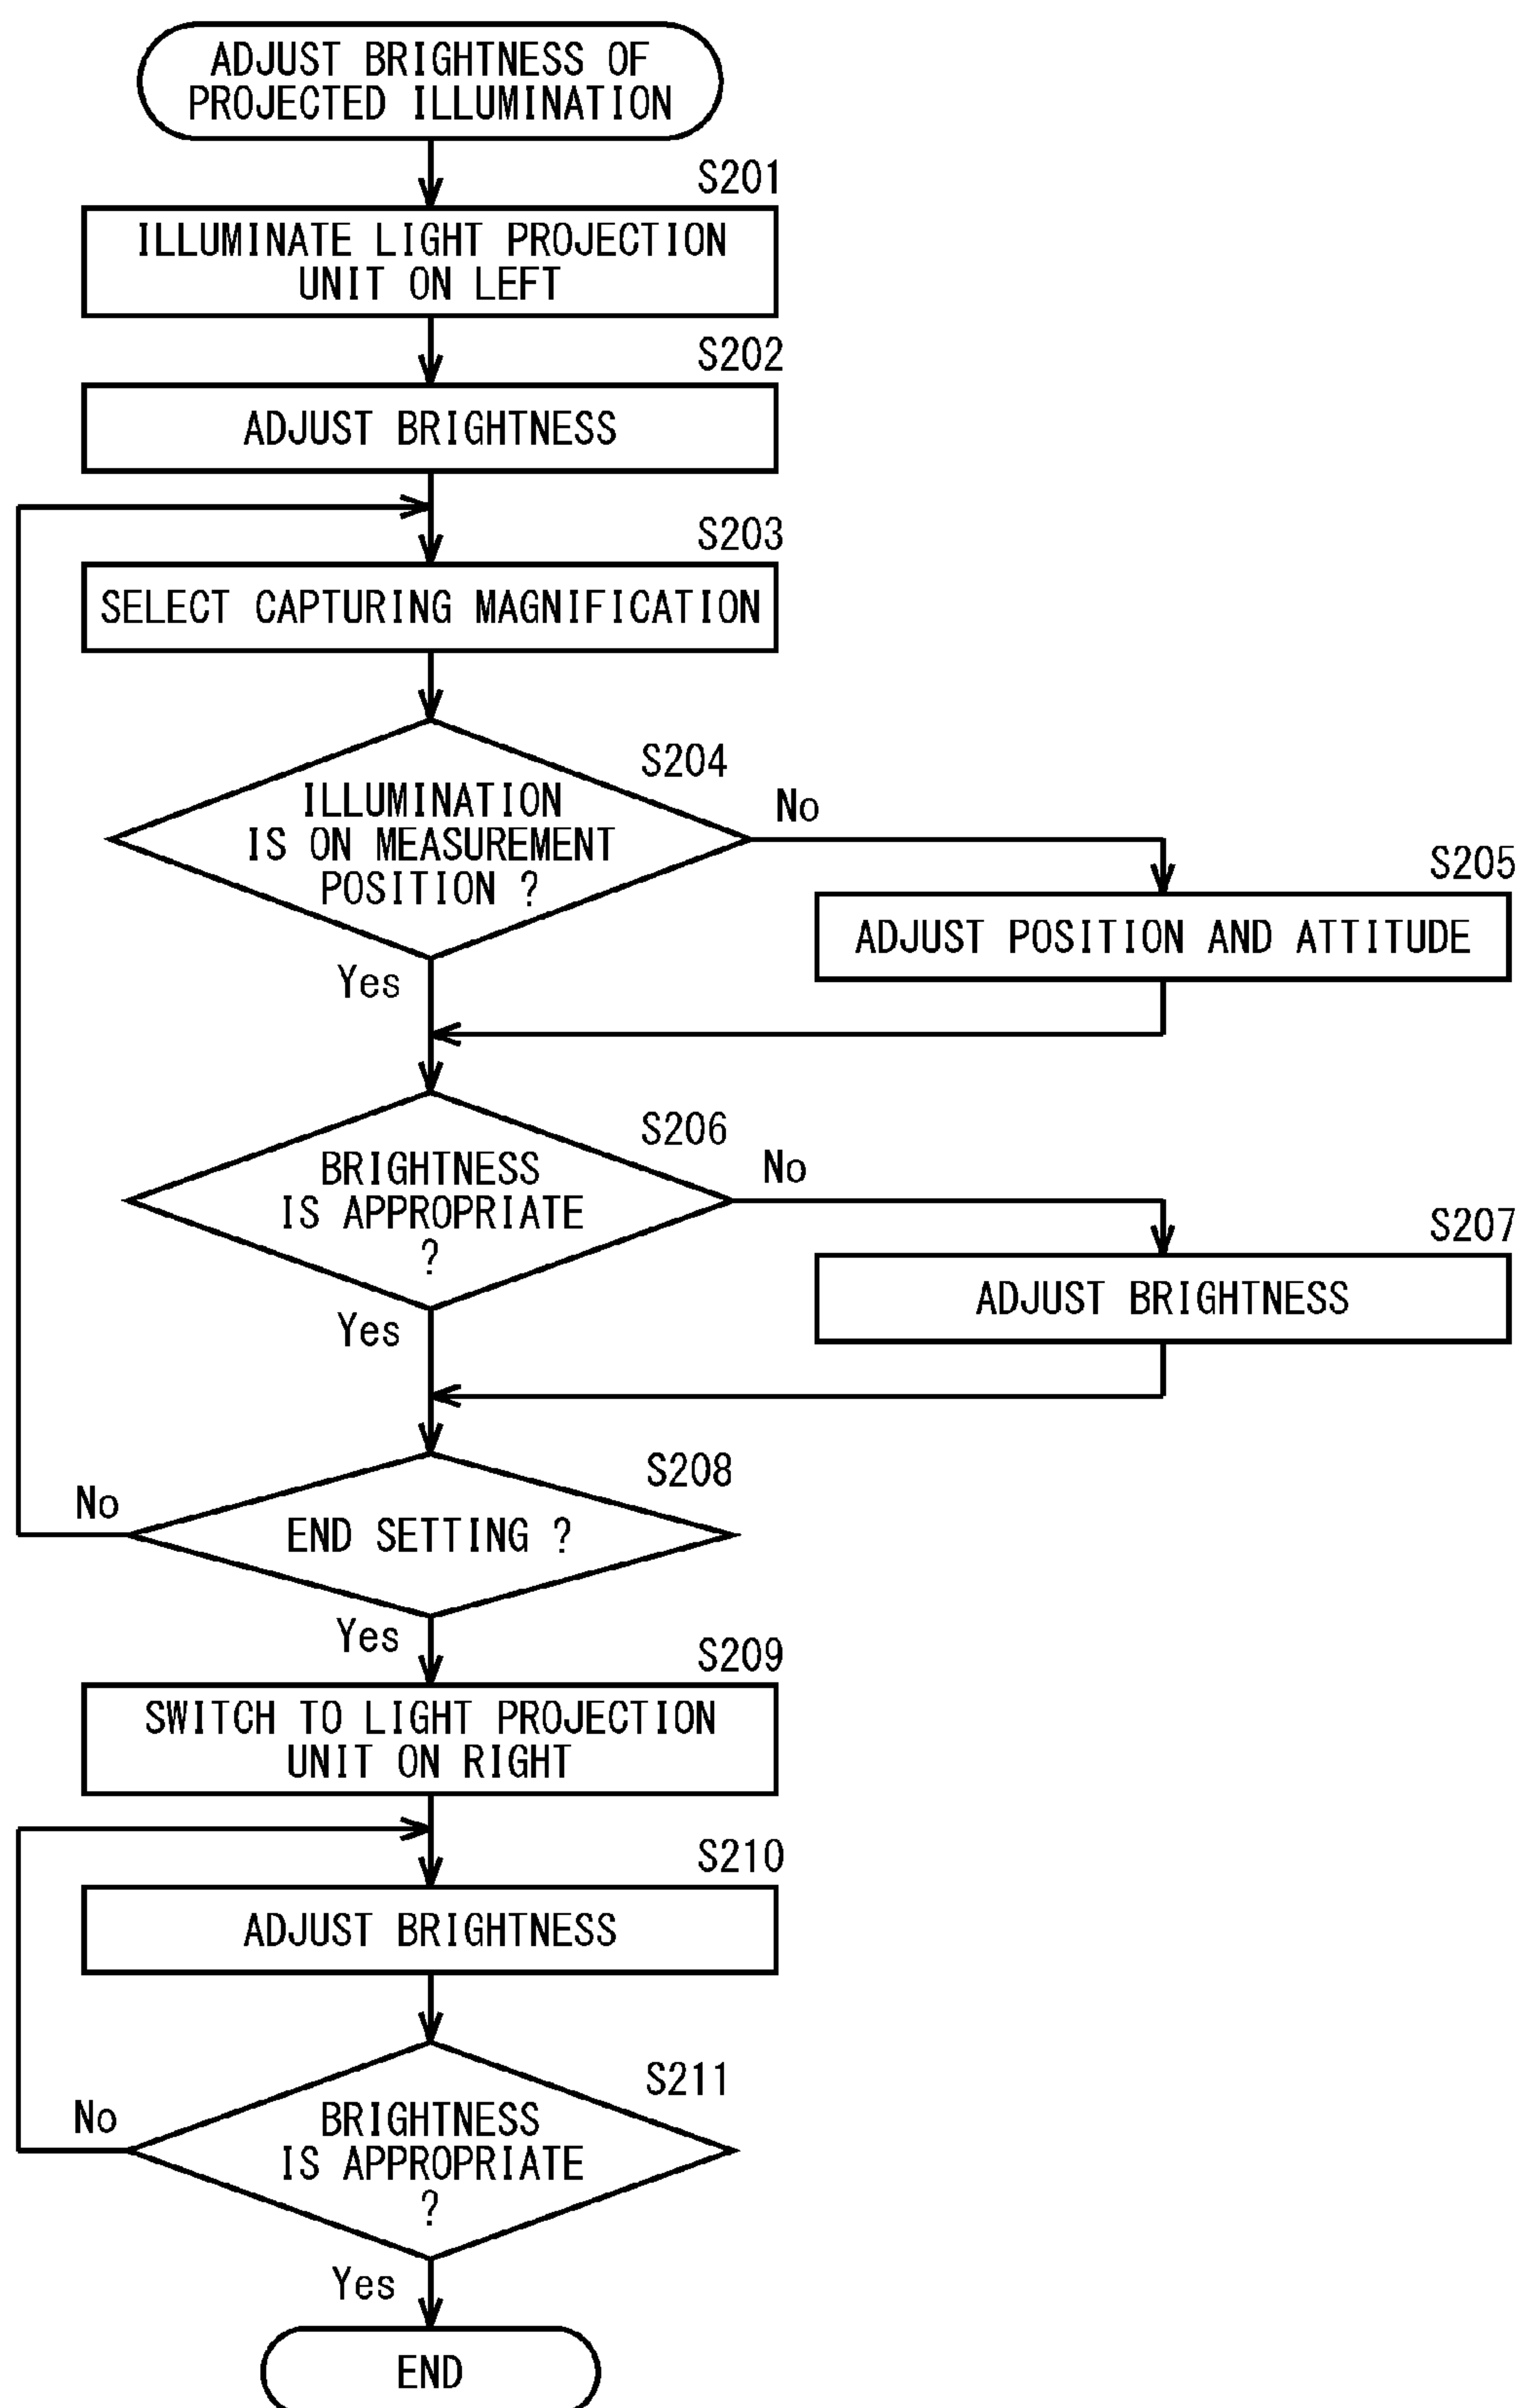 ADJUST BRIGHTNESS OF
PROJECTED ILLUMINATION
S201
ILLUMINATE LIGHT PROJECTION
UNIT ON LEFT
S202
ADJUST BRIGHTNESS
S203
SELECT CAPTURING MAGNIFICATION
S204
ILLUMINATION
IS ON MEASUREMENT
POSITION ?
No
Yes
S205
ADJUST POSITION AND ATTITUDE
S206
BRIGHTNESS
IS APPROPRIATE
?
No
Yes
S207
ADJUST BRIGHTNESS
S208
END SETTING ?
No
Yes
S209
SWITCH TO LIGHT PROJECTION
UNIT ON RIGHT
S210
ADJUST BRIGHTNESS
S211
BRIGHTNESS
IS APPROPRIATE
?
No
Yes
END